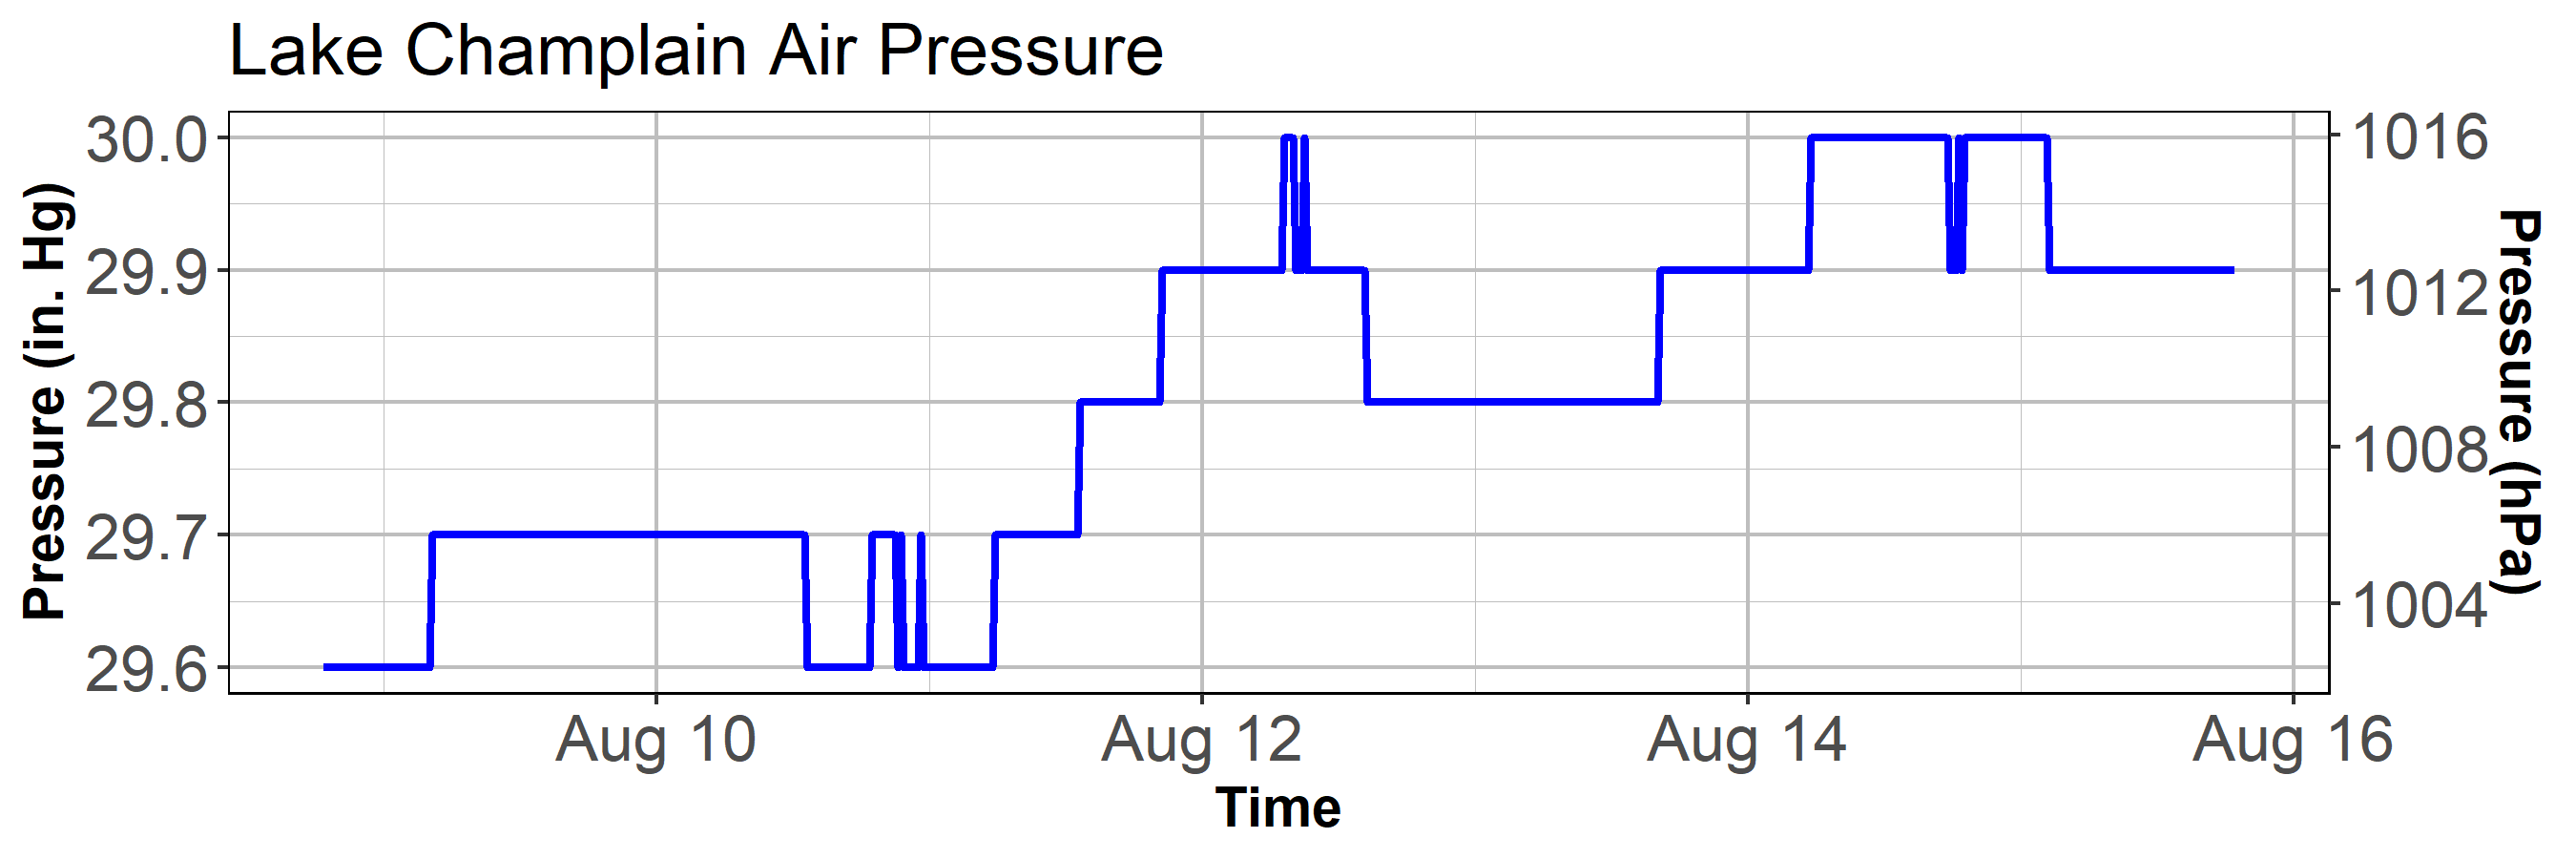 Lake Champlain Air Pressure
Pressure (in. Hg)
30.0
29.9
29.8
29.7
29.6
1016
1012
1008
1004
Pressure (hPa)
Aug 10 Aug 12 Aug 14 Aug 16
Time